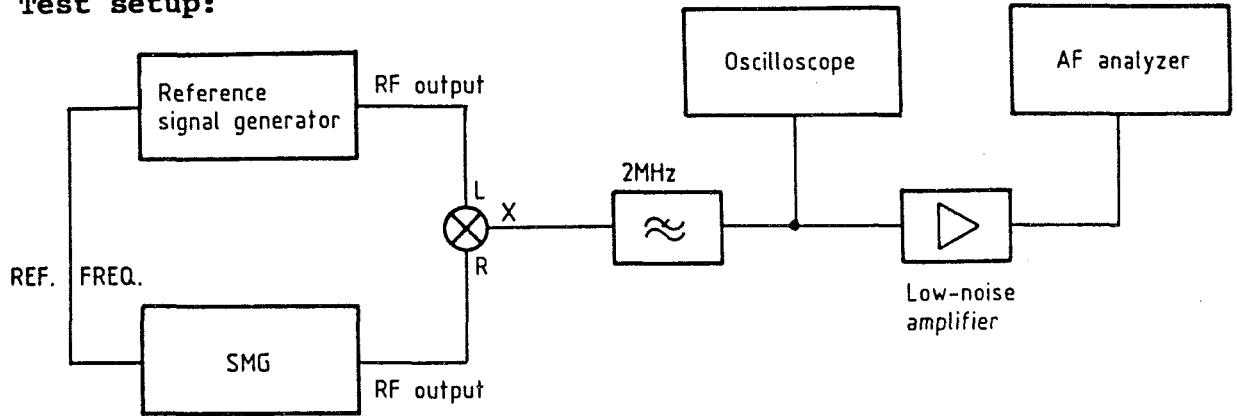 Test setup:
Reference
signal generator
RF output
L
X
R
REF. FREQ.
SMG
RF output
2MHz
Oscilloscope
AF analyzer
Low-noise
amplifier